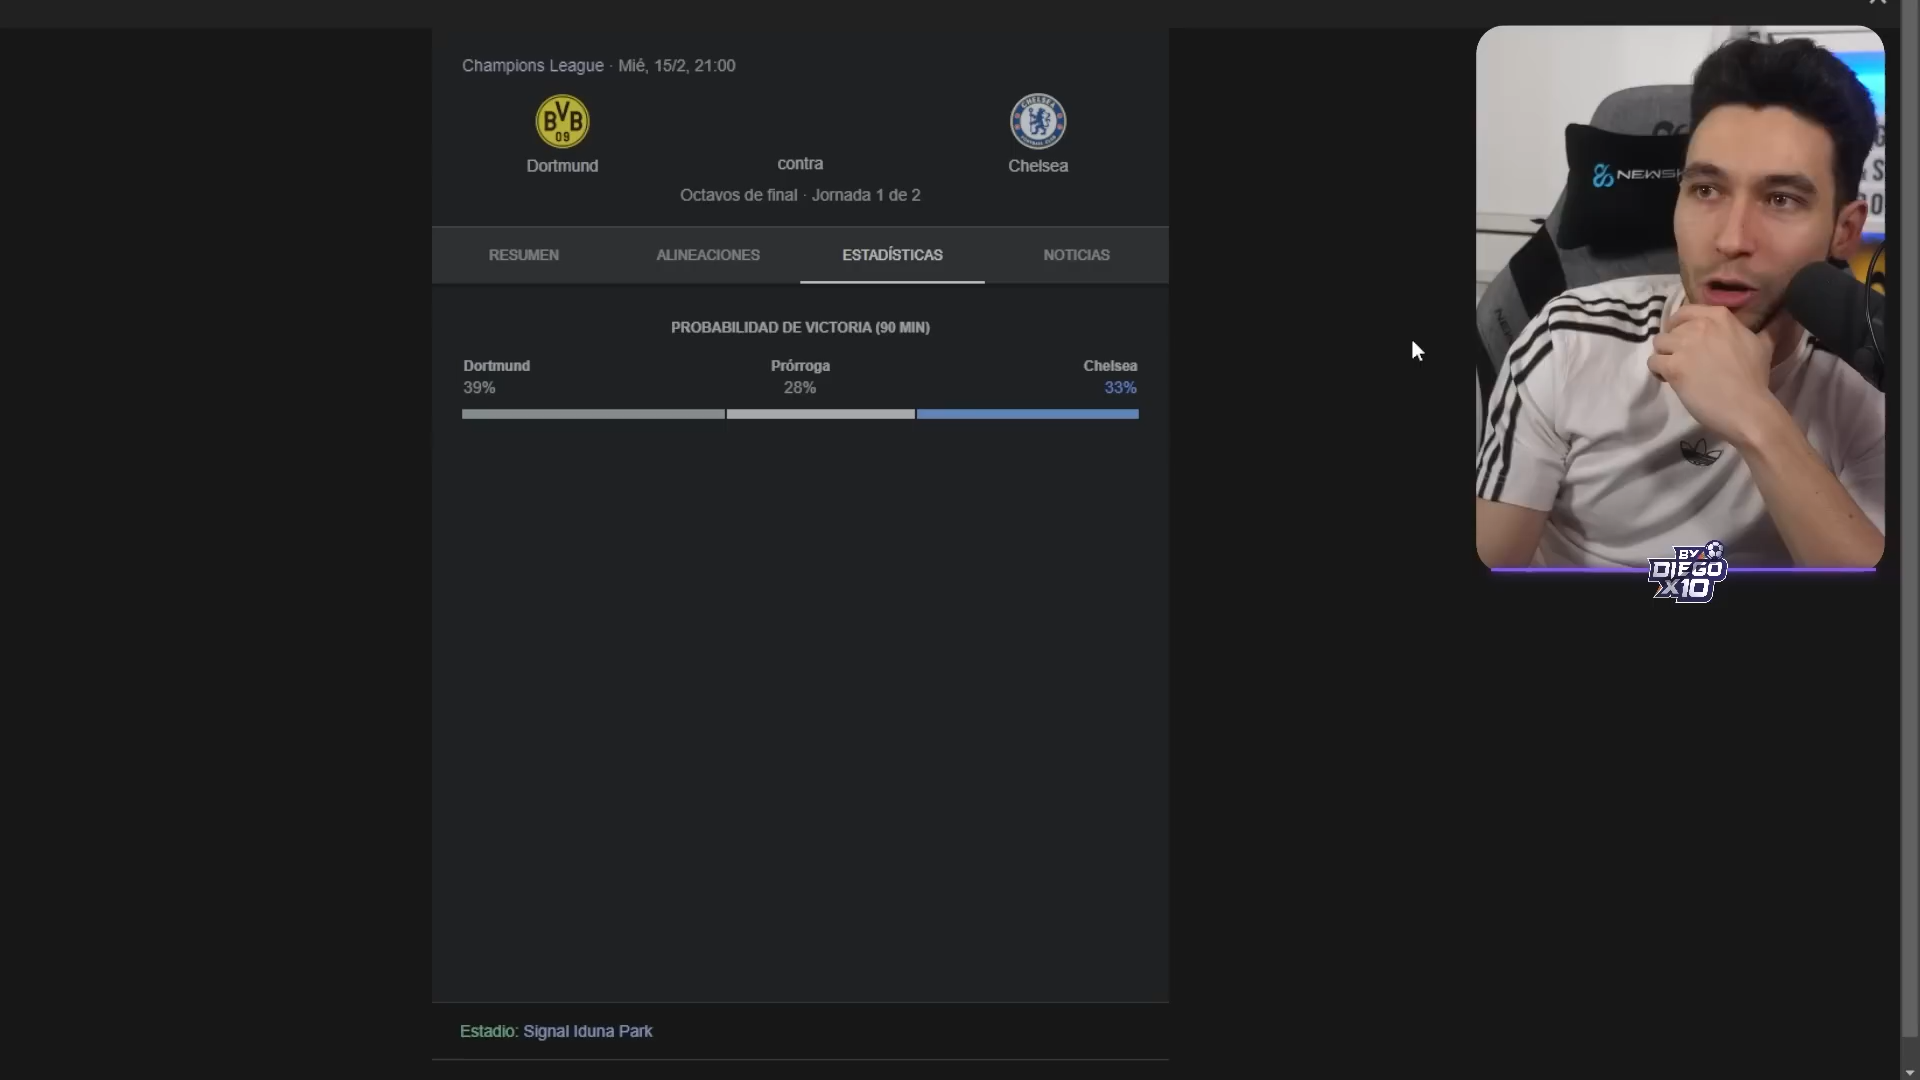 Champions League · Mié, 15/2, 21:00
BVB
09
CHELSEA
Dortmund
contra
Chelsea
Octavos de final · Jornada 1 de 2
RESUMEN
ALINEACIONES
ESTADÍSTICAS
NOTICIAS
PROBABILIDAD DE VICTORIA (90 MIN)
Dortmund
Prórroga
Chelsea
39%
28%
33%
Estadio: Signal Iduna Park
BY
DIEGO
X10